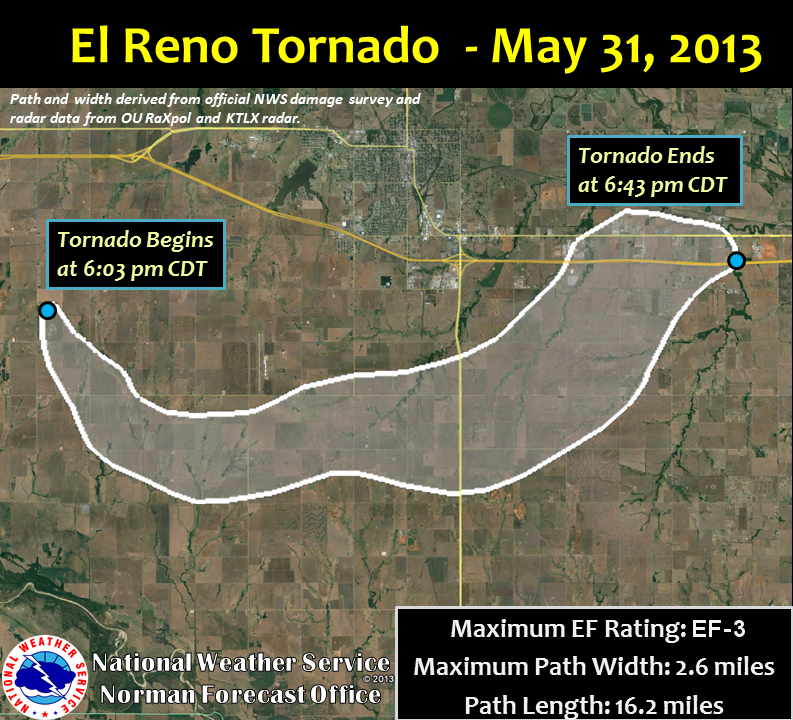 El Reno Tornado - May 31, 2013
Path and width derived from official NWS damage survey and
radar data from OU RaXpol and KTLX radar.
Tornado Ends
at 6:43 pm CDT
Tornado Begins
at 6:03 pm CDT
Maximum EF Rating: EF-3
Maximum Path Width: 2.6 miles
Path Length: 16.2 miles
NATIONAL WEATHER SERVICE
National Weather Service
Norman Forecast Office
© 2013